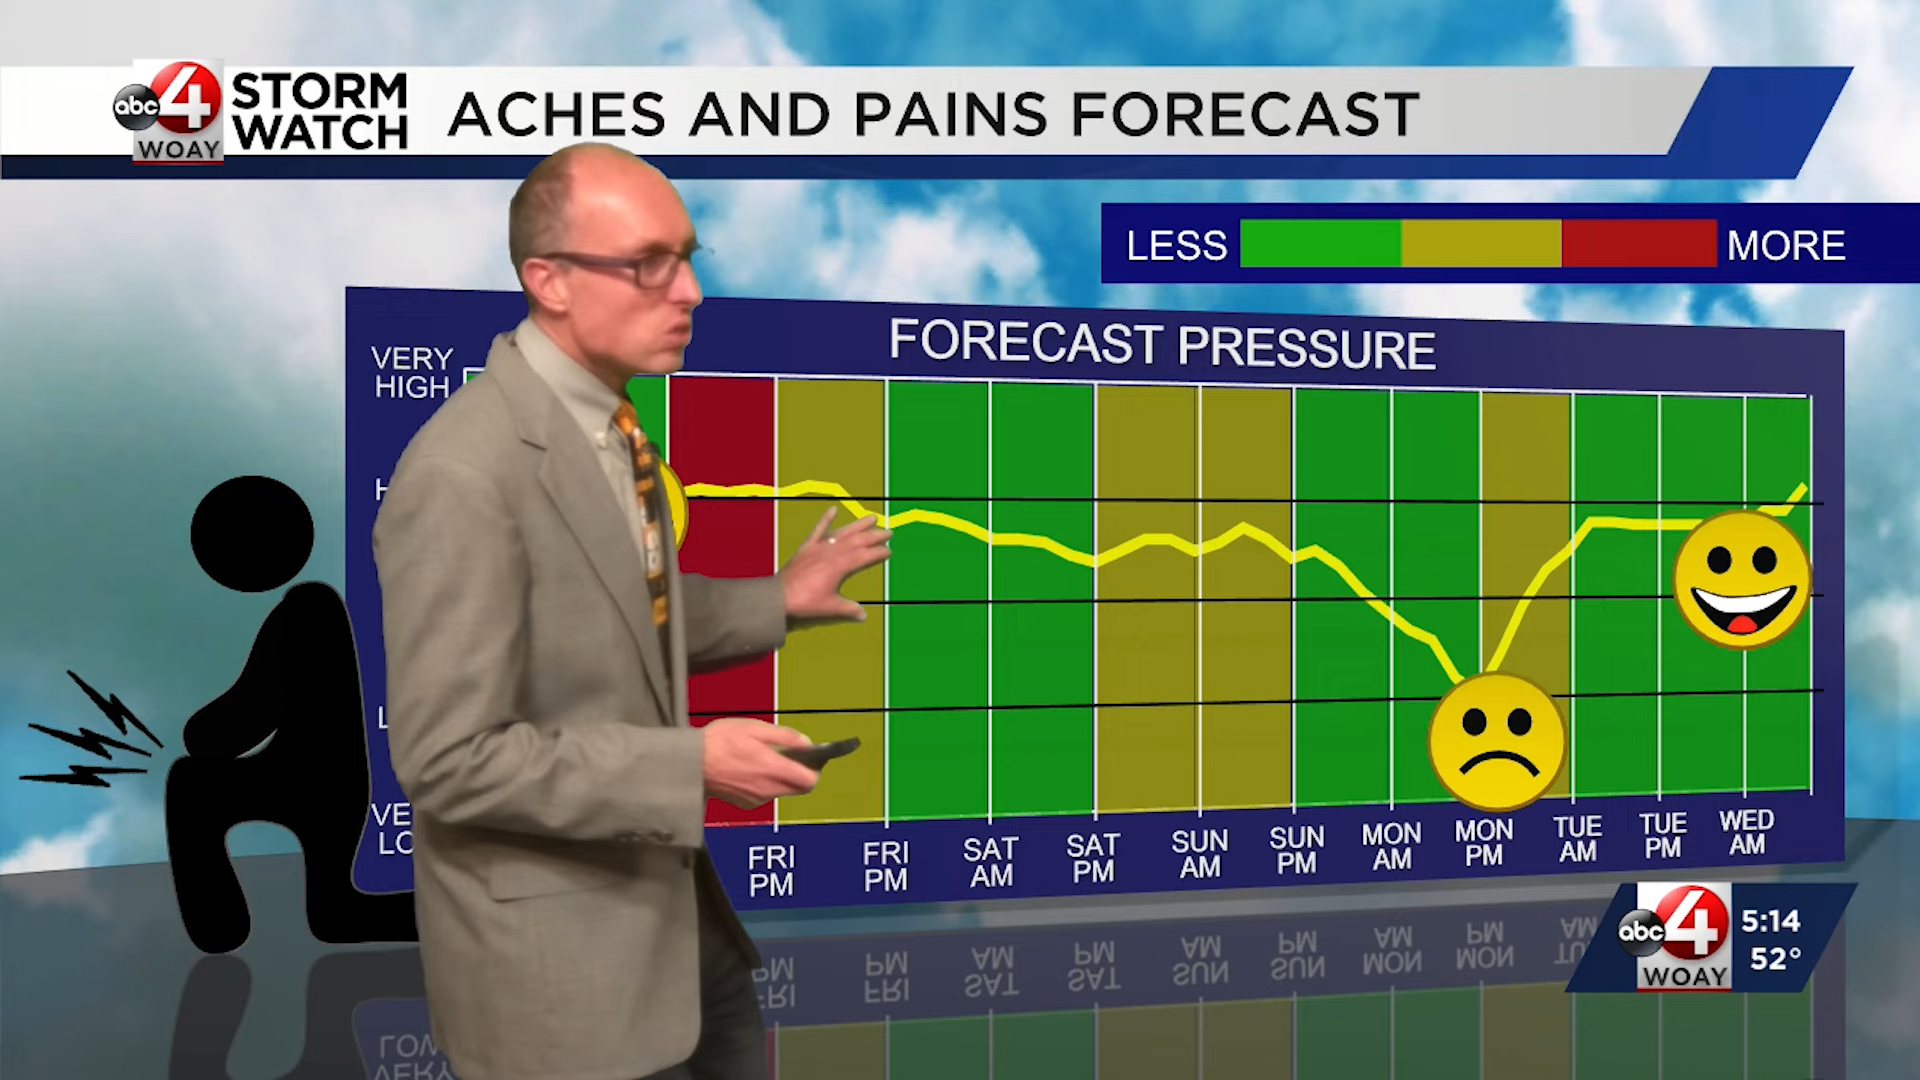 abc 4 WOAY
STORM
WATCH
ACHES AND PAINS FORECAST
LESS
MORE
FORECAST PRESSURE
VERY
HIGH
FRI
PM
FRI
PM
SAT
AM
SAT
PM
SUN
AM
SUN
PM
MON
AM
MON
PM
TUE
AM
TUE
PM
WED
AM
abc 4 WOAY
5:14
52°